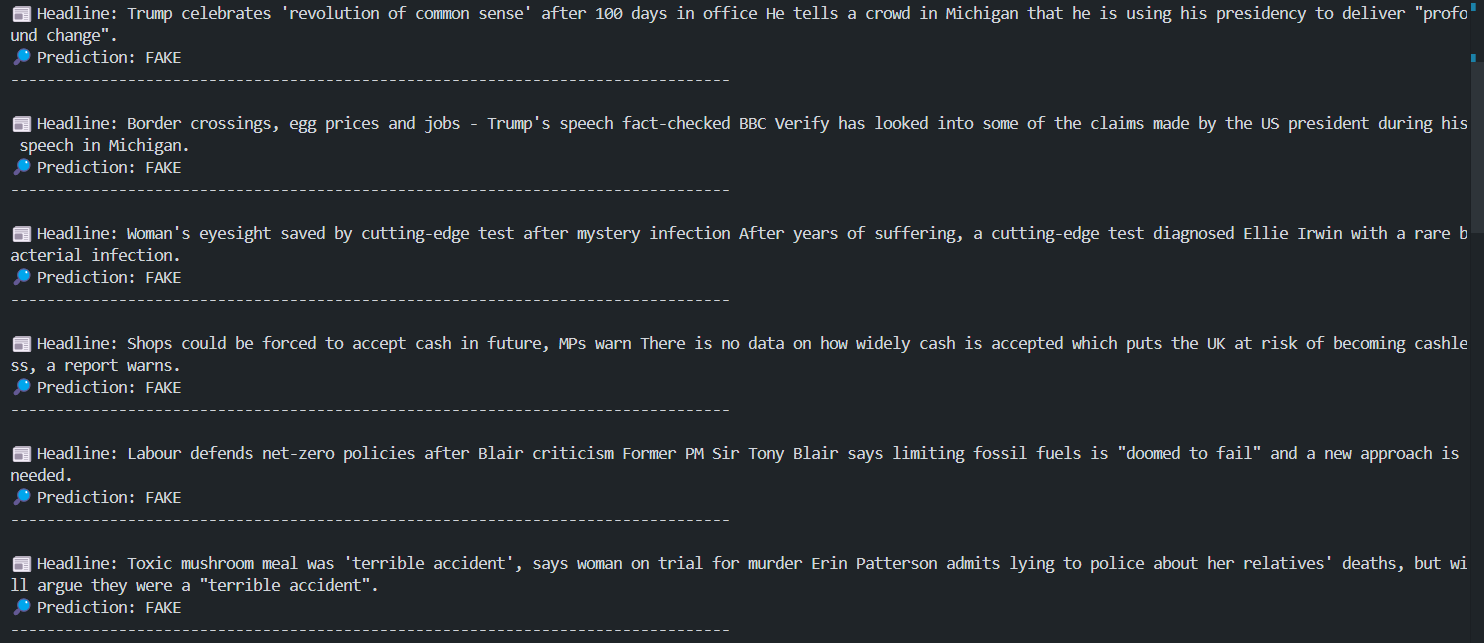 📰 Headline: Trump celebrates 'revolution of common sense' after 100 days in office He tells a crowd in Michigan that he is using his presidency to deliver "profo
und change".
🔎 Prediction: FAKE
--------------------------------------------------------------------------------
📰 Headline: Border crossings, egg prices and jobs - Trump's speech fact-checked BBC Verify has looked into some of the claims made by the US president during his
 speech in Michigan.
🔎 Prediction: FAKE
--------------------------------------------------------------------------------
📰 Headline: Woman's eyesight saved by cutting-edge test after mystery infection After years of suffering, a cutting-edge test diagnosed Ellie Irwin with a rare b
acterial infection.
🔎 Prediction: FAKE
--------------------------------------------------------------------------------
📰 Headline: Shops could be forced to accept cash in future, MPs warn There is no data on how widely cash is accepted which puts the UK at risk of becoming cashle
ss, a report warns.
🔎 Prediction: FAKE
--------------------------------------------------------------------------------
📰 Headline: Labour defends net-zero policies after Blair criticism Former PM Sir Tony Blair says limiting fossil fuels is "doomed to fail" and a new approach is
needed.
🔎 Prediction: FAKE
--------------------------------------------------------------------------------
📰 Headline: Toxic mushroom meal was 'terrible accident', says woman on trial for murder Erin Patterson admits lying to police about her relatives' deaths, but wi
ll argue they were a "terrible accident".
🔎 Prediction: FAKE
--------------------------------------------------------------------------------